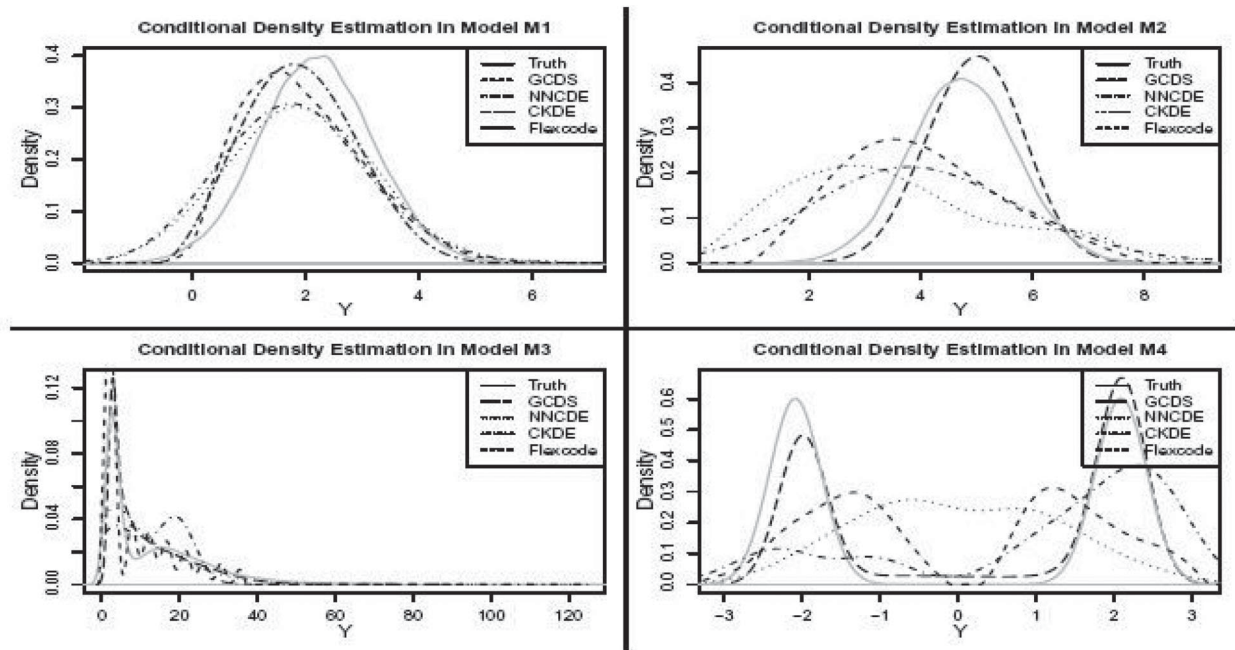 Conditional Density Estimation in Model M1
Density
0.4
0.3
0.2
0.1
0.0
Truth
GCDS
NNCDE
CKDE
Flexcode
0 2 4 6
Y
Conditional Density Estimation in Model M2
Density
0.4
0.3
0.2
0.1
0.0
Truth
GCDS
NNCDE
CKDE
Flexcode
2 4 6 8
Y
Conditional Density Estimation in Model M3
Density
0.12
0.08
0.04
0.00
Truth
GCDS
NNCDE
CKDE
Flexcode
0 20 40 60 80 100 120
Y
Conditional Density Estimation in Model M4
Density
0.6
0.5
0.4
0.3
0.2
0.1
0.0
Truth
GCDS
NNCDE
CKDE
Flexcode
−3 −2 −1 0 1 2 3
Y